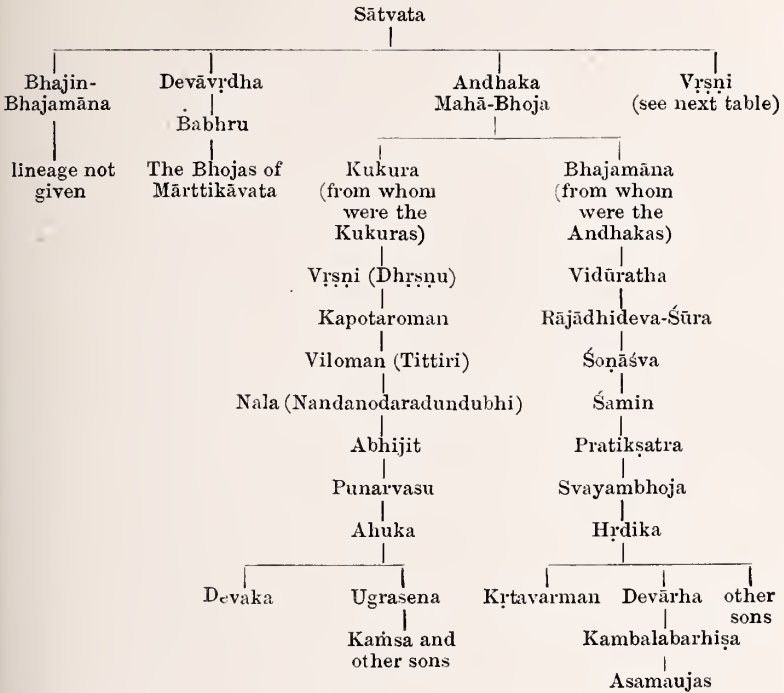 Sātvata
Bhajin- Devāvṛdha Andhaka Vṛsṇi
Bhajamāna Mahā-Bhoja (see next table)
Babhru
lineage not The Bhojas of Kukura Bhajamāna
given Mārttikāvata (from whom (from whom
were the were the
Kukuras) Andhakas)
Vṛsṇi (Dhṛsṇu) Vidūratha
Kapotaroman Rājādhideva-Śūra
Viloman (Tittiri) Śoṇāśva
Nala (Nandanodaradundubhi) Śamin
Abhijit Pratikṣatra
Punarvasu Svayambhoja
Ahuka Hṛdika
Devaka Ugrasena Kṛtavarman Devārha other
sons
Kaṁsa and Kambalabarhiṣa
other sons
Asamaujas